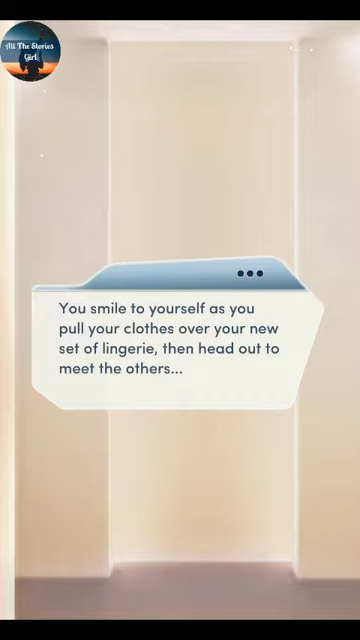 All The Stories
Girl
You smile to yourself as you
pull your clothes over your new
set of lingerie, then head out to
meet the others...